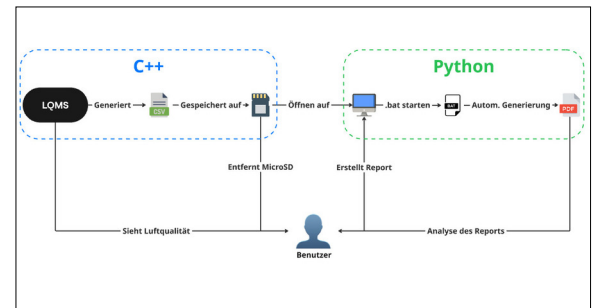 C++
Python
LQMS
Generiert
CSV
Gespeichert auf
Öffnen auf
.bat starten
BAT
Autom. Generierung
PDF
Entfernt MicroSD
Erstellt Report
Sieht Luftqualität
Analyse des Reports
Benutzer